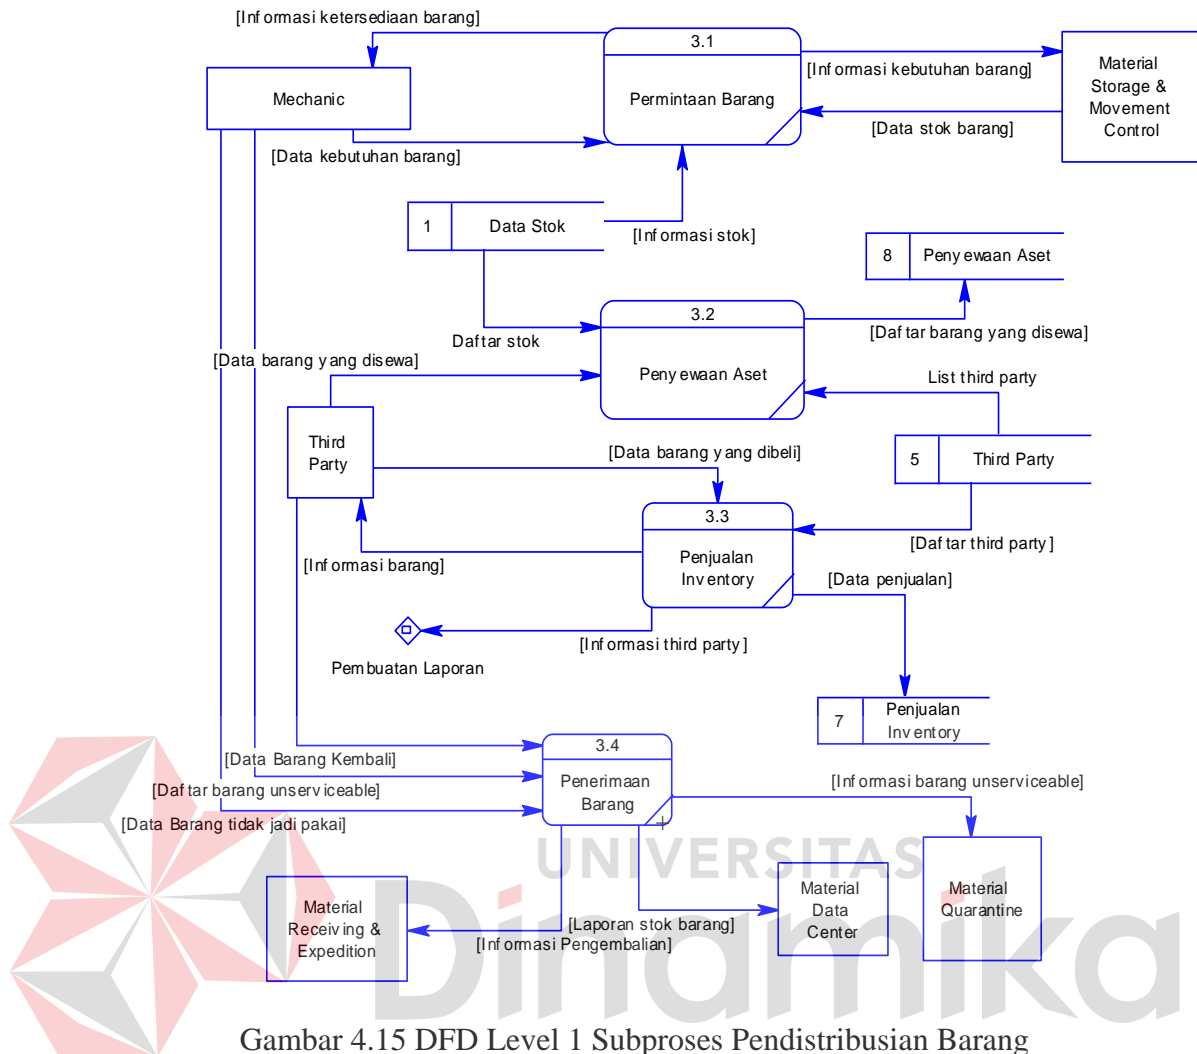 [Informasi ketersediaan barang]
3.1
Permintaan Barang
[Informasi kebutuhan barang]
Material
Storage &
Movement
Control
Mechanic
[Data stok barang]
[Data kebutuhan barang]
1
Data Stok
[Informasi stok]
8
Penyewaan Aset
3.2
Penyewaan Aset
Daftar stok
[Daftar barang yang disewa]
[Data barang yang disewa]
List third party
Third
Party
[Data barang yang dibeli]
5
Third Party
3.3
Penjualan
Inventory
[Daftar third party]
[Informasi barang]
[Data penjualan]
[Informasi third party]
Pembuatan Laporan
7
Penjualan
Inventory
3.4
Penerimaan
Barang
[Data Barang Kembali]
[Daftar barang unserviceable]
[Data Barang tidak jadi pakai]
[Informasi barang unserviceable]
UNIVERSITAS
Dinamika
Material
Receiving &
Expedition
[Laporan stok barang]
[Informasi Pengembalian]
Material
Data
Center
Material
Quarantine
Gambar 4.15 DFD Level 1 Subproses Pendistribusian Barang